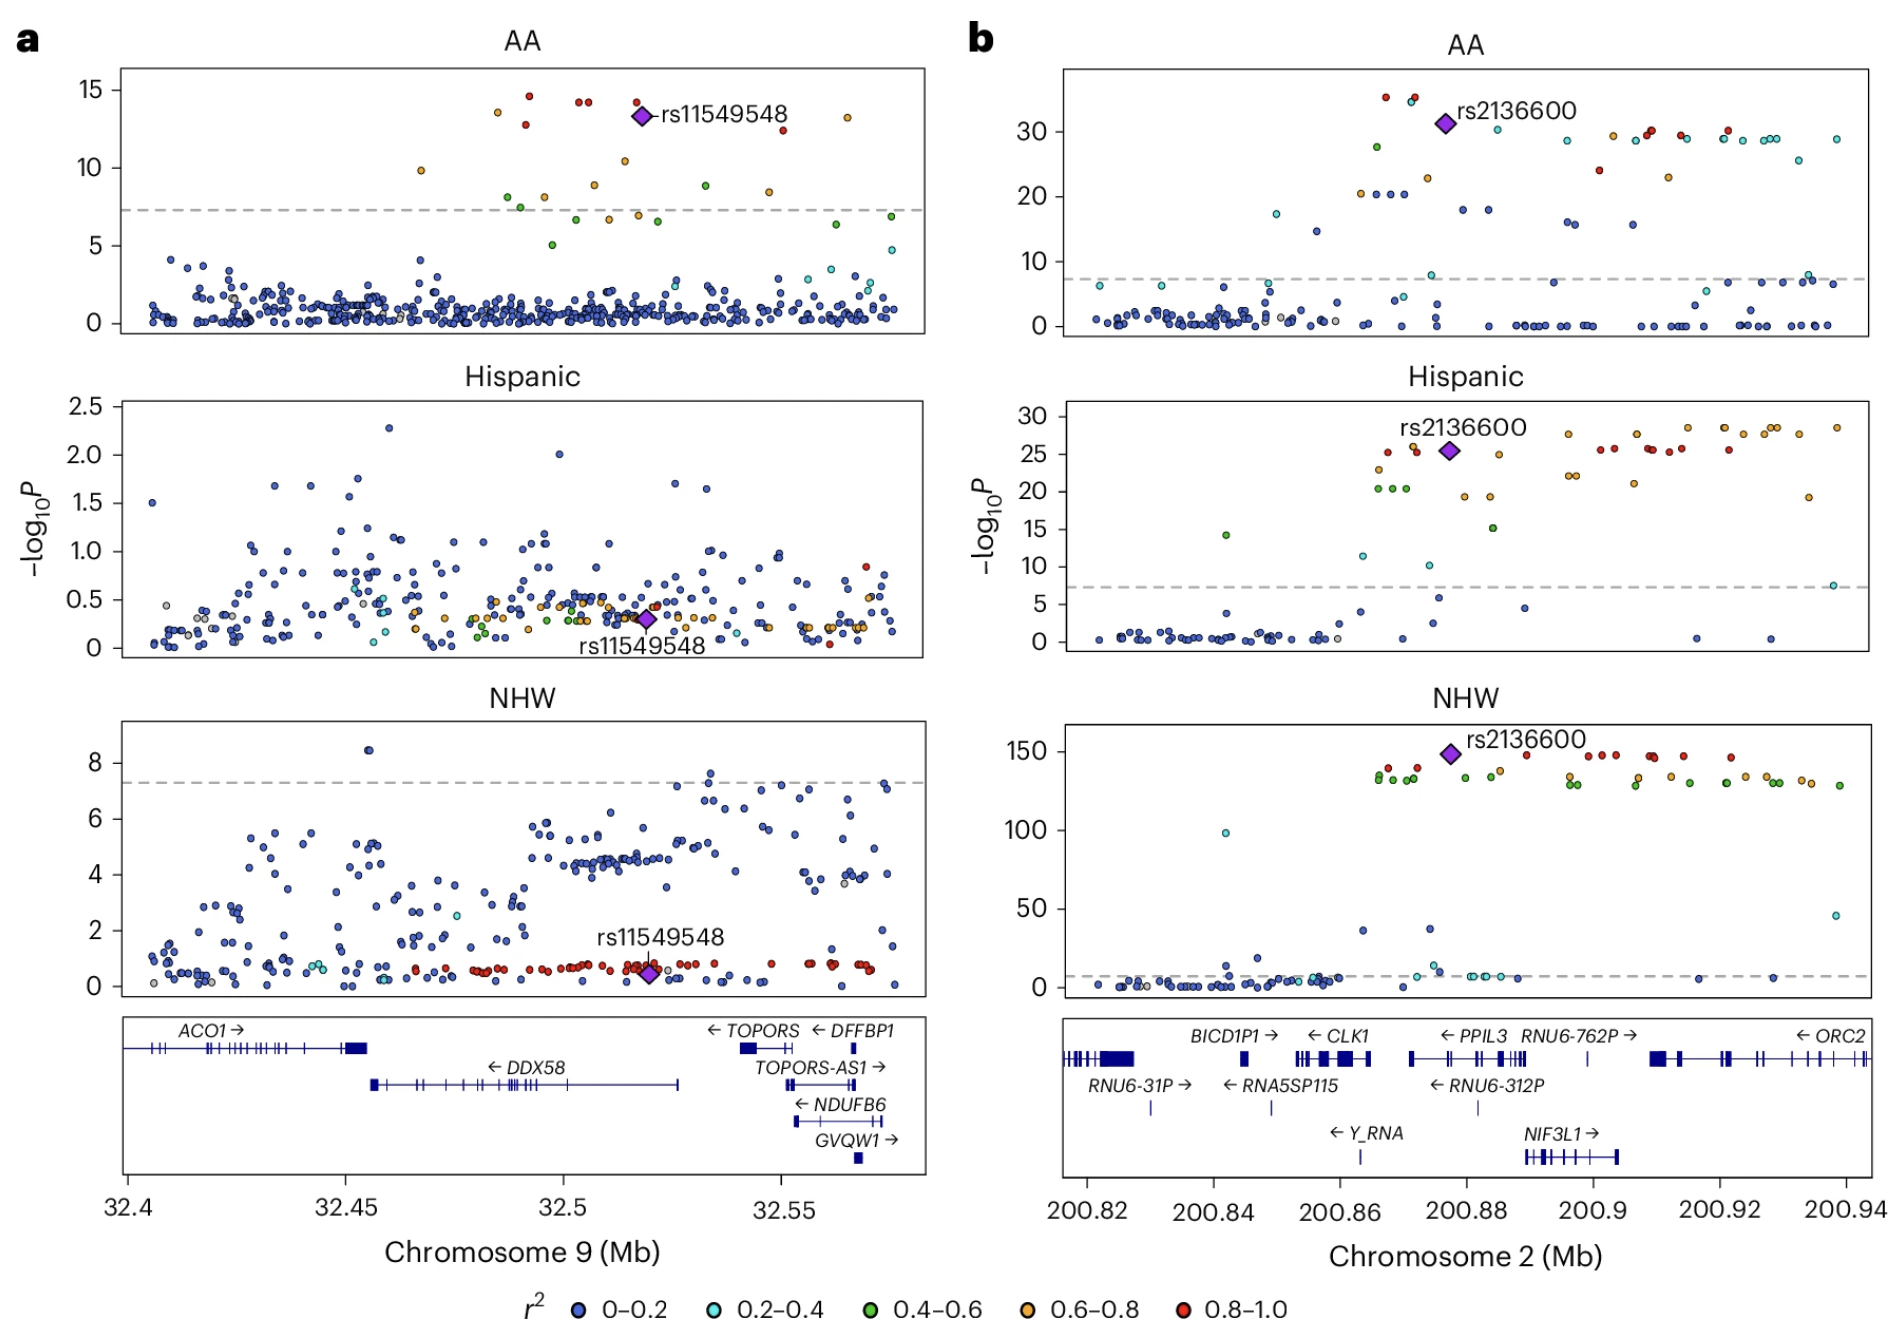 a
AA
15
10
5
0
rs11549548
Hispanic
2.5
2.0
1.5
1.0
0.5
0
rs11549548
−log10P
NHW
8
6
4
2
0
rs11549548
ACO1 →
← TOPORS
← DFFBP1
← DDX58
TOPORS-AS1 →
← NDUFB6
GVQW1 →
32.4 32.45 32.5 32.55
Chromosome 9 (Mb)
b
AA
30
20
10
0
rs2136600
Hispanic
30
25
20
15
10
5
0
rs2136600
−log10P
NHW
150
100
50
0
rs2136600
BICD1P1 →
← CLK1
← PPIL3
RNU6-762P →
← ORC2
RNU6-31P →
← RNA5SP115
← RNU6-312P
← Y_RNA
NIF3L1 →
200.82 200.84 200.86 200.88 200.9 200.92 200.94
Chromosome 2 (Mb)
r2 0–0.2 0.2–0.4 0.4–0.6 0.6–0.8 0.8–1.0